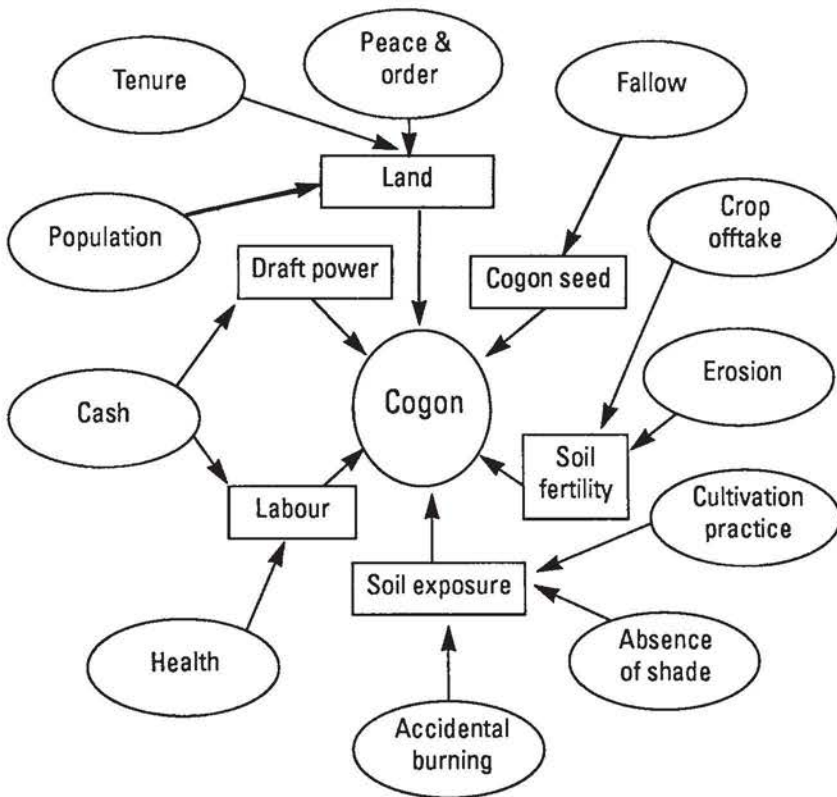 Peace &
order
Tenure
Fallow
Land
Crop
offtake
Population
Draft power
Cogon seed
Erosion
Cash
Cogon
Soil
fertility
Labour
Cultivation
practice
Soil exposure
Health
Absence
of shade
Accidental
burning